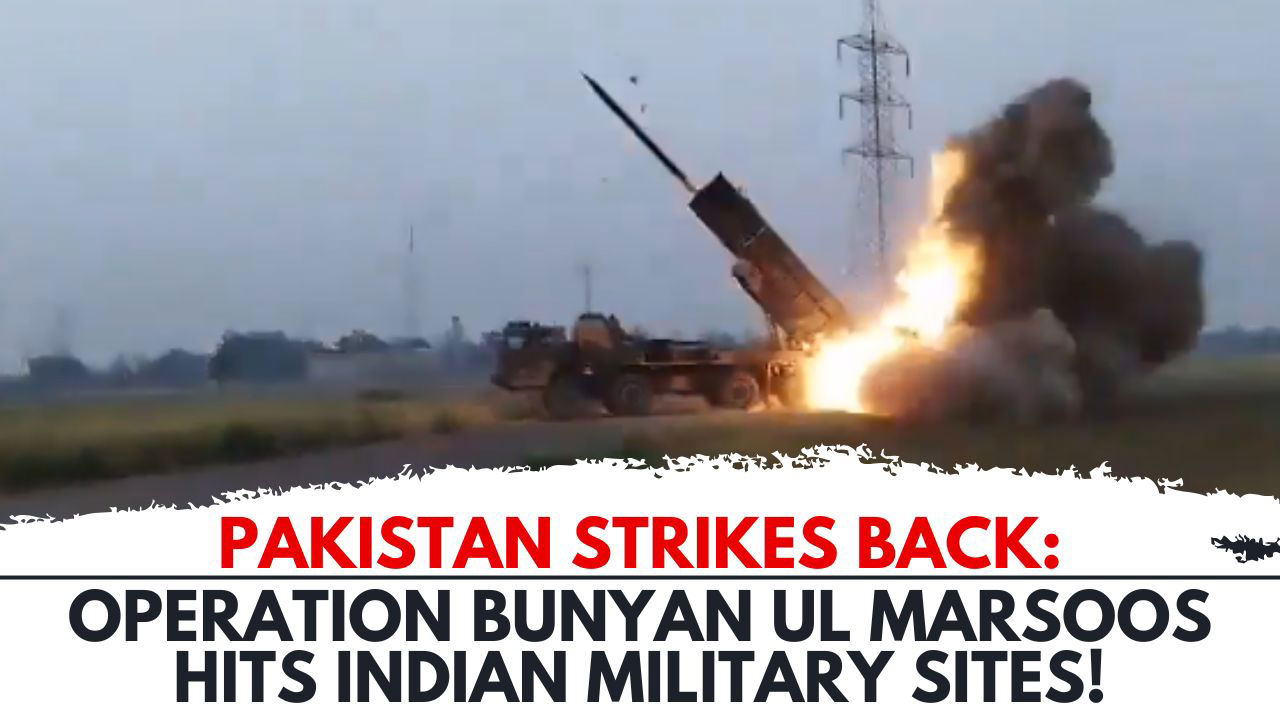 PAKISTAN STRIKES BACK:
OPERATION BUNYAN UL MARSOOS
HITS INDIAN MILITARY SITES!